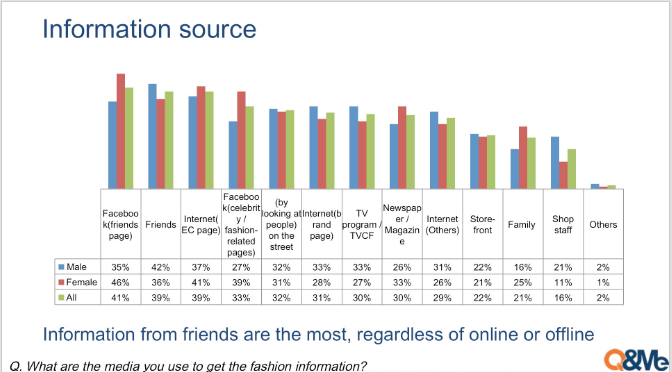 Information source
Faceboo
k(friends
page)
Friends
Internet(
EC page)
Faceboo
k(celebrit
y /
fashion-
related
pages)
(by
looking at
people)
on the
street
Internet(b
rand
page)
TV
program /
TVCF
Newspap
er /
Magazin
e
Internet
(Others)
Store-
front
Family
Shop
staff
Others
Male 35% 42% 37% 27% 32% 33% 33% 26% 31% 22% 16% 21% 2%
Female 46% 36% 41% 39% 31% 28% 27% 33% 26% 21% 25% 11% 1%
All 41% 39% 39% 33% 32% 31% 30% 30% 29% 22% 21% 16% 2%
Information from friends are the most, regardless of online or offline
Q&Me
Q. What are the media you use to get the fashion information?